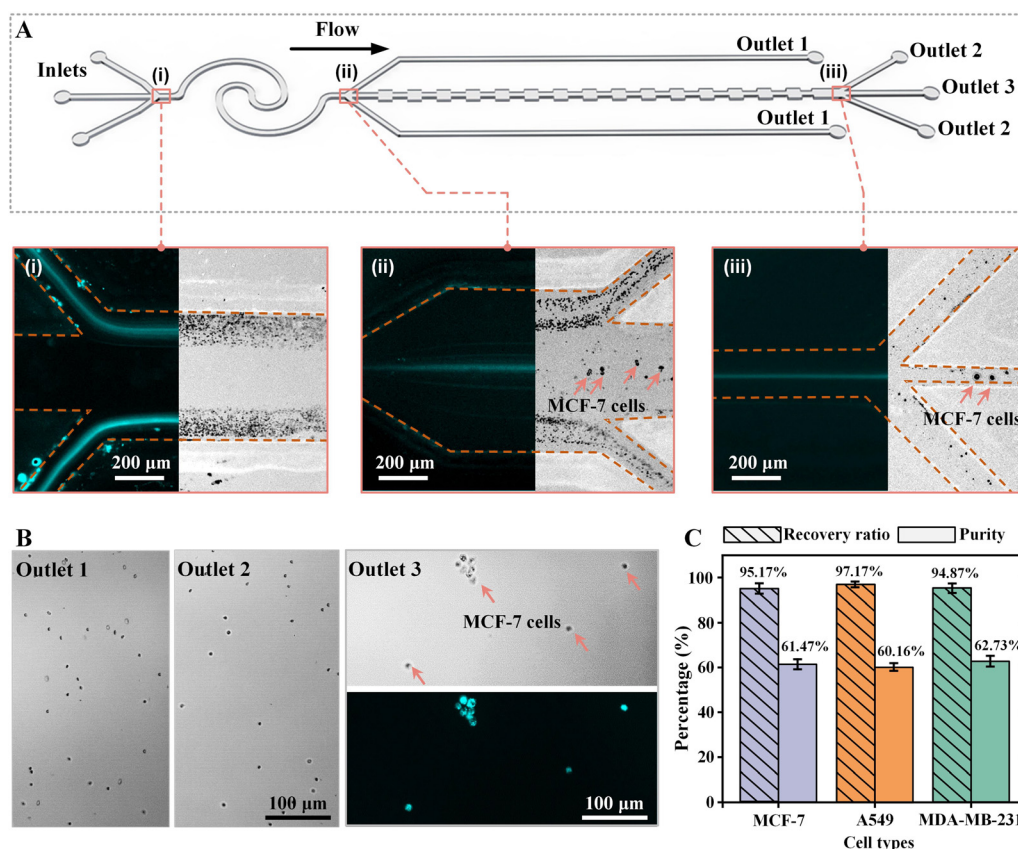 A
Flow
Inlets
(i)
(ii)
(iii)
Outlet 1
Outlet 2
Outlet 3
Outlet 1
Outlet 2
(i)
200 μm
(ii)
MCF-7 cells
200 μm
(iii)
MCF-7 cells
200 μm
B
Outlet 1
Outlet 2
100 μm
Outlet 3
MCF-7 cells
100 μm
C
Recovery ratio
Purity
Percentage (%)
100
80
60
40
20
0
95.17%
61.47%
97.17%
60.16%
94.87%
62.73%
MCF-7
A549
MDA-MB-231
Cell types